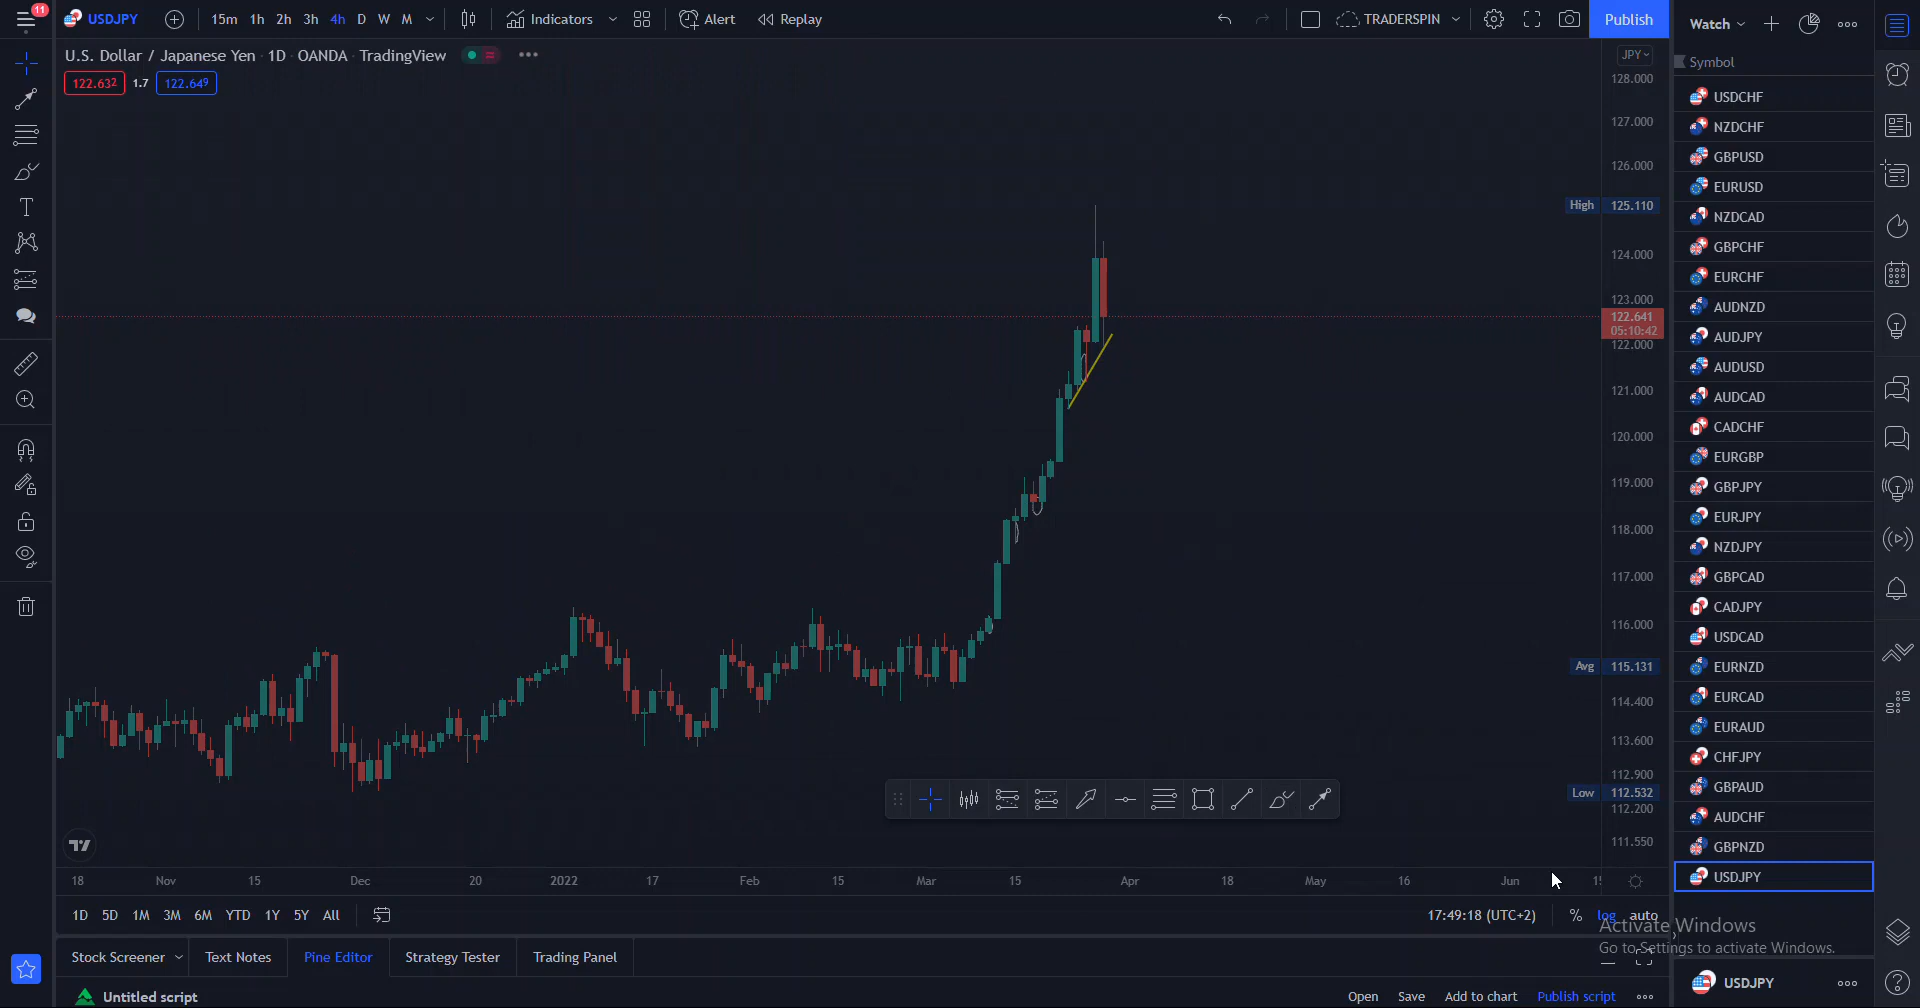 11
USDJPY
15m 1h 2h 3h 4h D W M
Indicators
Alert
Replay
TRADERSPIN
Publish
Watch
U.S. Dollar / Japanese Yen · 1D · OANDA · TradingView
122.632 1.7 122.649
JPY
128.000
127.000
126.000
High 125.110
124.000
123.000
122.641
05:10:42
122.000
121.000
120.000
119.000
118.000
117.000
116.000
Avg 115.131
114.400
113.600
112.900
Low 112.532
112.200
111.550
18 Nov 15 Dec 20 2022 17 Feb 15 Mar 15 Apr 18 May 16 Jun 15
1D 5D 1M 3M 6M YTD 1Y 5Y All
17:49:18 (UTC+2) % log auto
Stock Screener Text Notes Pine Editor Strategy Tester Trading Panel
Untitled script
Open Save Add to chart Publish script
Symbol
USDCHF
NZDCHF
GBPUSD
EURUSD
NZDCAD
GBPCHF
EURCHF
AUDNZD
AUDJPY
AUDUSD
AUDCAD
CADCHF
EURGBP
GBPJPY
EURJPY
NZDJPY
GBPCAD
CADJPY
USDCAD
EURNZD
EURCAD
EURAUD
CHFJPY
GBPAUD
AUDCHF
GBPNZD
USDJPY
Activate Windows
Go to Settings to activate Windows.
USDJPY